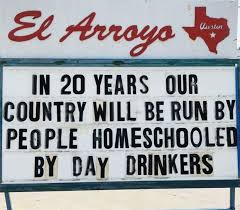 El Arroyo
Austin
IN 20 YEARS OUR
COUNTRY WILL BE RUN BY
PEOPLE HOMESCHOOLED
BY DAY DRINKERS